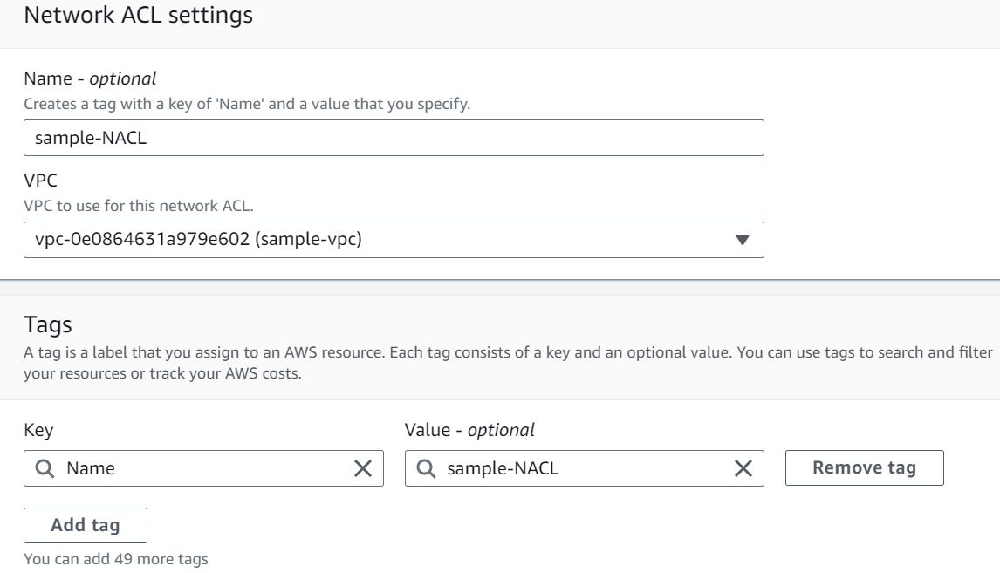 Network ACL settings
Name - optional
Creates a tag with a key of 'Name' and a value that you specify.
sample-NACL
VPC
VPC to use for this network ACL.
vpc-0e0864631a979e602 (sample-vpc)
Tags
A tag is a label that you assign to an AWS resource. Each tag consists of a key and an optional value. You can use tags to search and filter
your resources or track your AWS costs.
Key
Value - optional
Name
sample-NACL
Remove tag
Add tag
You can add 49 more tags